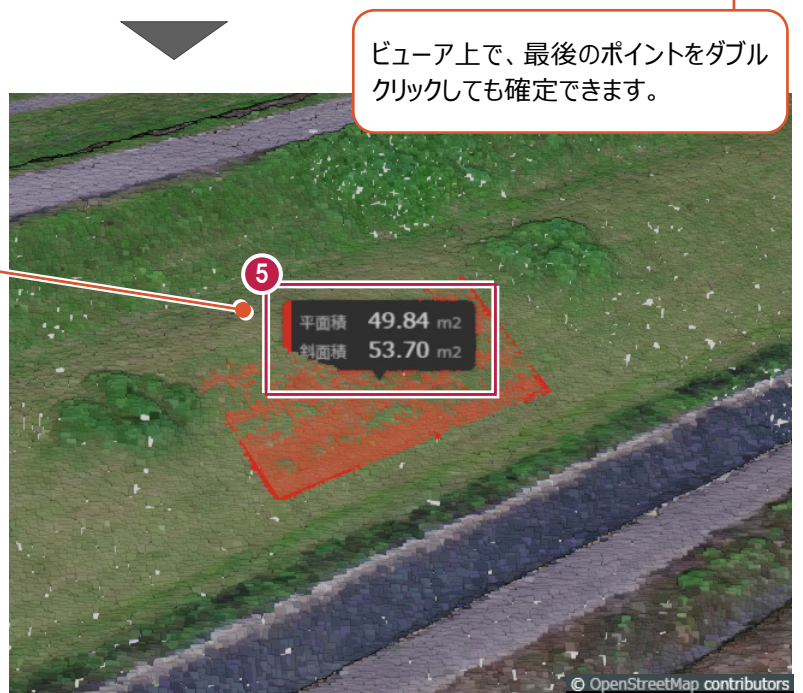 ビューア上で、最後のポイントをダブル
クリックしても確定できます。
5
平面積 49.84 m2
斜面積 53.70 m2
© OpenStreetMap contributors